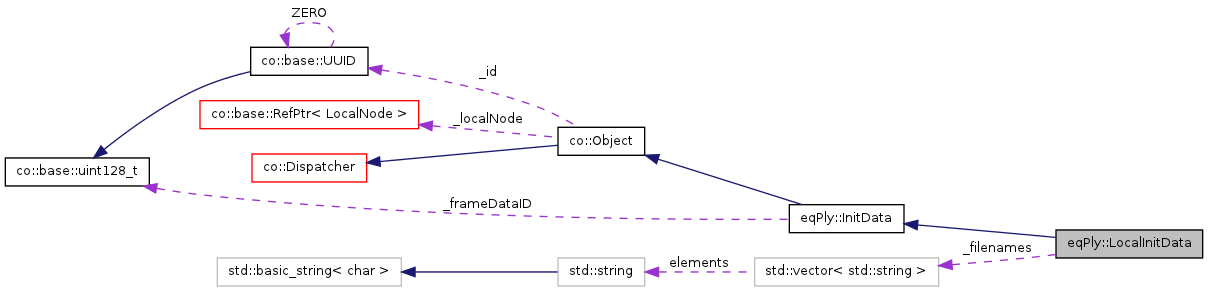 ZERO
co::base::UUID
_id
co::base::RefPtr< LocalNode >
_localNode
co::Object
co::Dispatcher
co::base::uint128_t
_frameDataID
eqPly::InitData
eqPly::LocalInitData
_filenames
std::basic_string< char >
std::string
elements
std::vector< std::string >